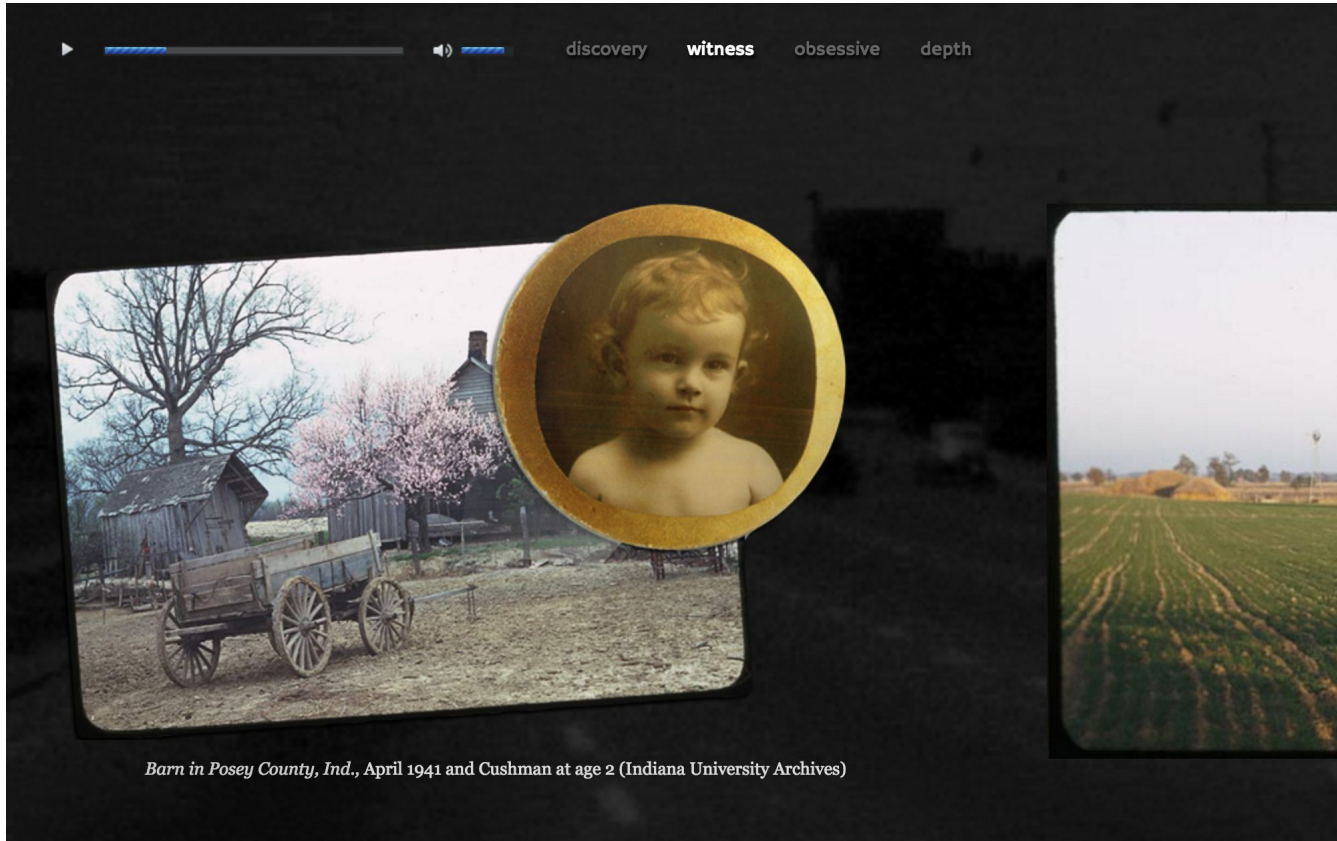 discovery witness obsessive depth
Barn in Posey County, Ind., April 1941 and Cushman at age 2 (Indiana University Archives)